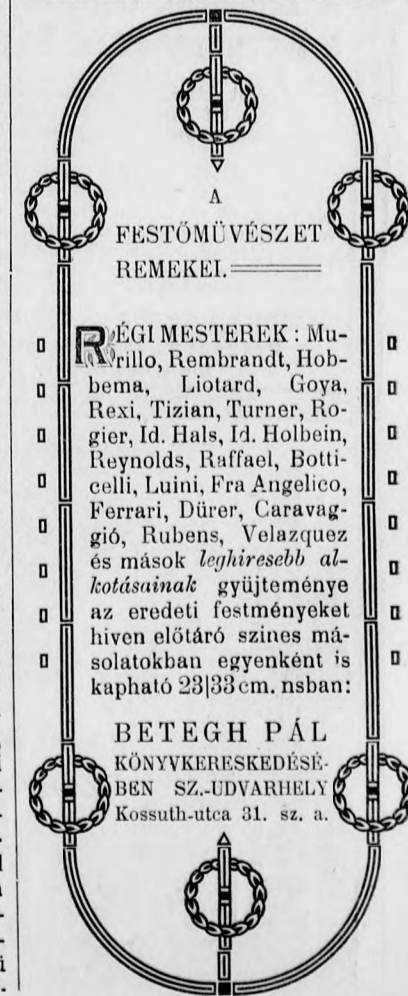 A
FESTŐMÜVÉSZET
REMEKEI.
RÉGI MESTEREK: Mu-
rillo, Rembrandt, Hob-
bema, Liotard, Goya,
Rexi, Tizian, Turner, Ro-
gier, Id. Hals, Id. Holbein,
Reynolds, Raffael, Botti-
celli, Luini, Fra Angelico,
Ferrari, Dürer, Caravag-
gió, Rubens, Velazquez
és mások leghiresebb al-
kotásainak gyüjteménye
az eredeti festményeket
hiven előtáró szines má-
solatokban egyenként is
kapható 23|33 cm. nsban:
BETEGH PÁL
KÖNYVKERESKEDÉSÉ-
BEN SZ.-UDVARHELY
Kossuth-utca 31. sz. a.